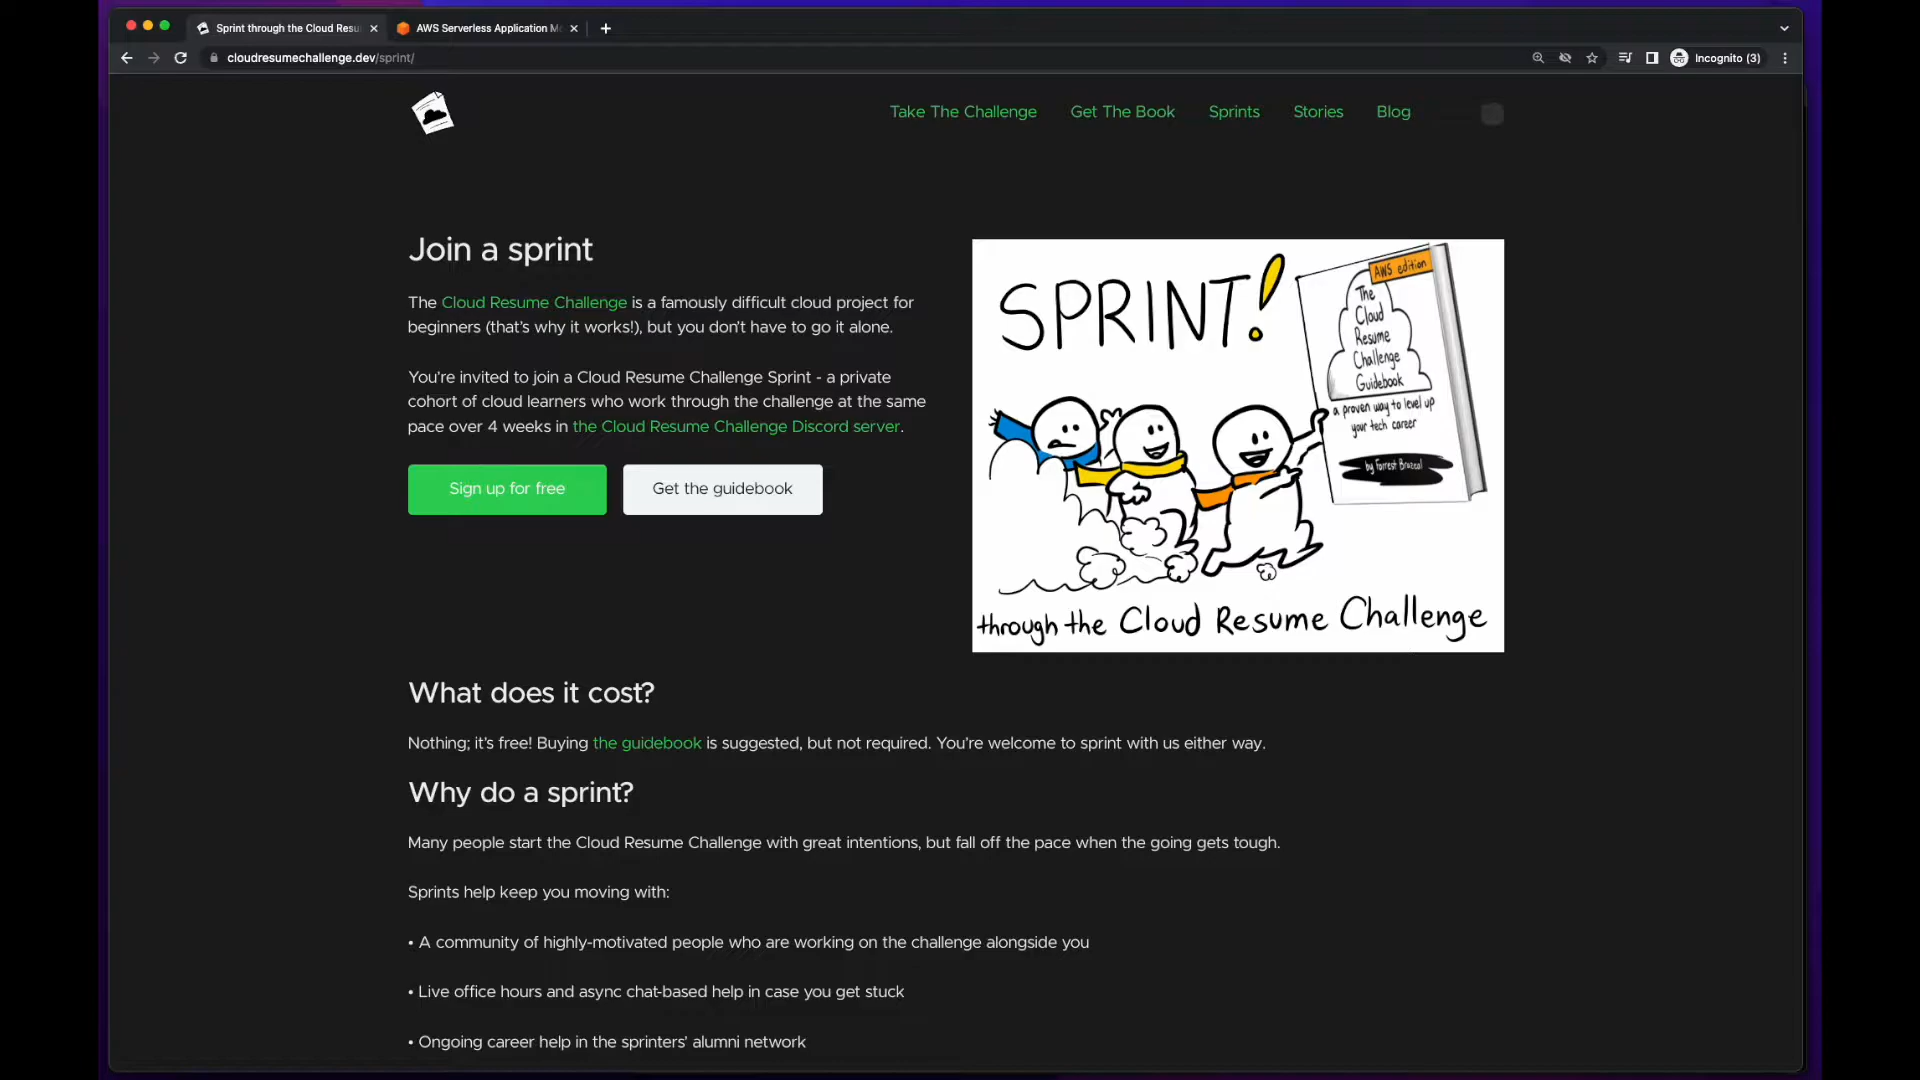 Sprint through the Cloud Resu
AWS Serverless Application M
cloudresumechallenge.dev/sprint/
Incognito (3)
Take The Challenge
Get The Book
Sprints
Stories
Blog
Join a sprint
The Cloud Resume Challenge is a famously difficult cloud project for
beginners (that's why it works!), but you don't have to go it alone.
You're invited to join a Cloud Resume Challenge Sprint - a private
cohort of cloud learners who work through the challenge at the same
pace over 4 weeks in the Cloud Resume Challenge Discord server.
Sign up for free
Get the guidebook
SPRINT!
AWS edition
The
Cloud
Resume
Challenge
Guidebook
a proven way to level up
your tech career
by Forrest Brazeal
through the Cloud Resume Challenge
What does it cost?
Nothing; it's free! Buying the guidebook is suggested, but not required. You're welcome to sprint with us either way.
Why do a sprint?
Many people start the Cloud Resume Challenge with great intentions, but fall off the pace when the going gets tough.
Sprints help keep you moving with:
• A community of highly-motivated people who are working on the challenge alongside you
• Live office hours and async chat-based help in case you get stuck
• Ongoing career help in the sprinters' alumni network